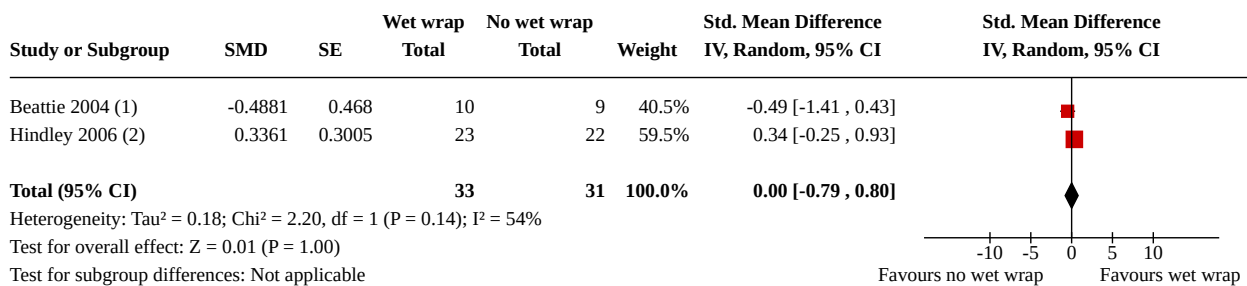 Wet wrap No wet wrap Std. Mean Difference Std. Mean Difference
Study or Subgroup SMD SE Total Total Weight IV, Random, 95% CI IV, Random, 95% CI
Beattie 2004 (1) -0.4881 0.468 10 9 40.5% -0.49 [-1.41 , 0.43]
Hindley 2006 (2) 0.3361 0.3005 23 22 59.5% 0.34 [-0.25 , 0.93]
Total (95% CI) 33 31 100.0% 0.00 [-0.79 , 0.80]
Heterogeneity: Tau² = 0.18; Chi² = 2.20, df = 1 (P = 0.14); I² = 54%
Test for overall effect: Z = 0.01 (P = 1.00) -10 -5 0 5 10
Test for subgroup differences: Not applicable Favours no wet wrap Favours wet wrap